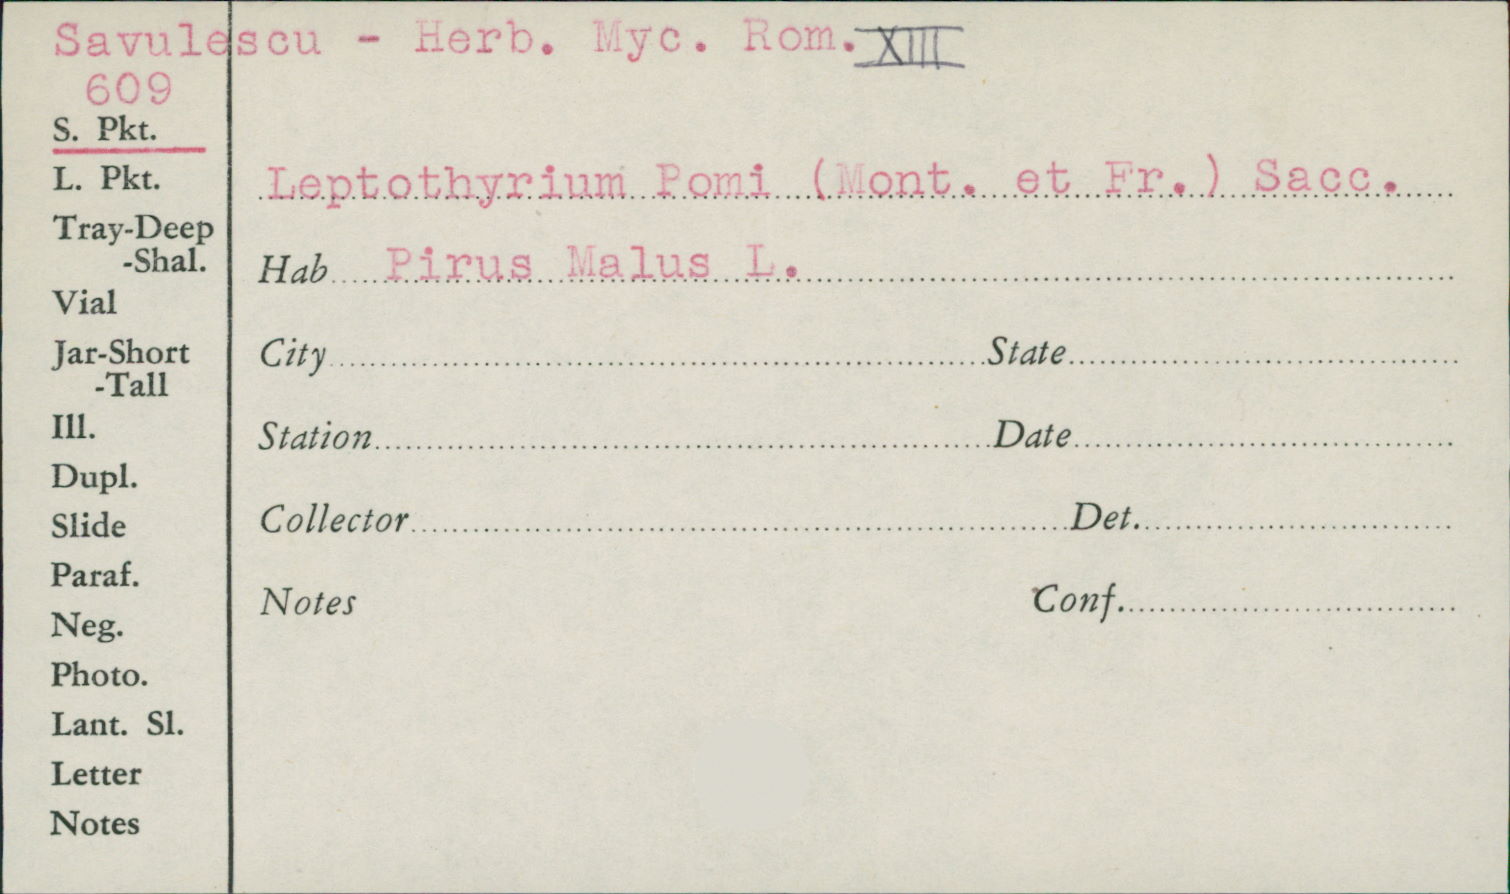 Savulescu - Herb. Myc. Rom. XIII
609
S. Pkt.
L. Pkt.
Tray-Deep
-Shal.
Vial
Jar-Short
-Tall
Ill.
Dupl.
Slide
Paraf.
Neg.
Photo.
Lant. Sl.
Letter
Notes
Leptothyrium Pomi (Mont. et Fr.) Sacc.
Hab Pirus Malus L.
City State
Station Date
Collector Det.
Notes Conf.